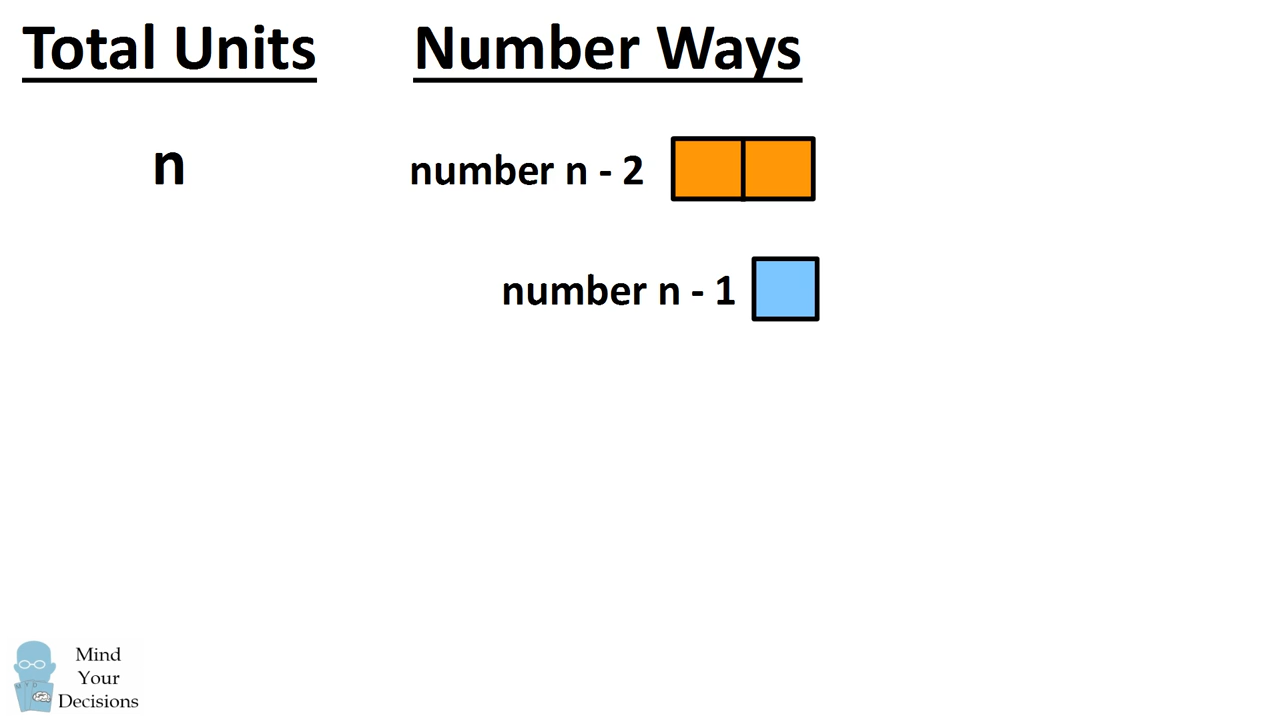 Total Units Number Ways
n number n - 2
number n - 1
Mind
Your
Decisions